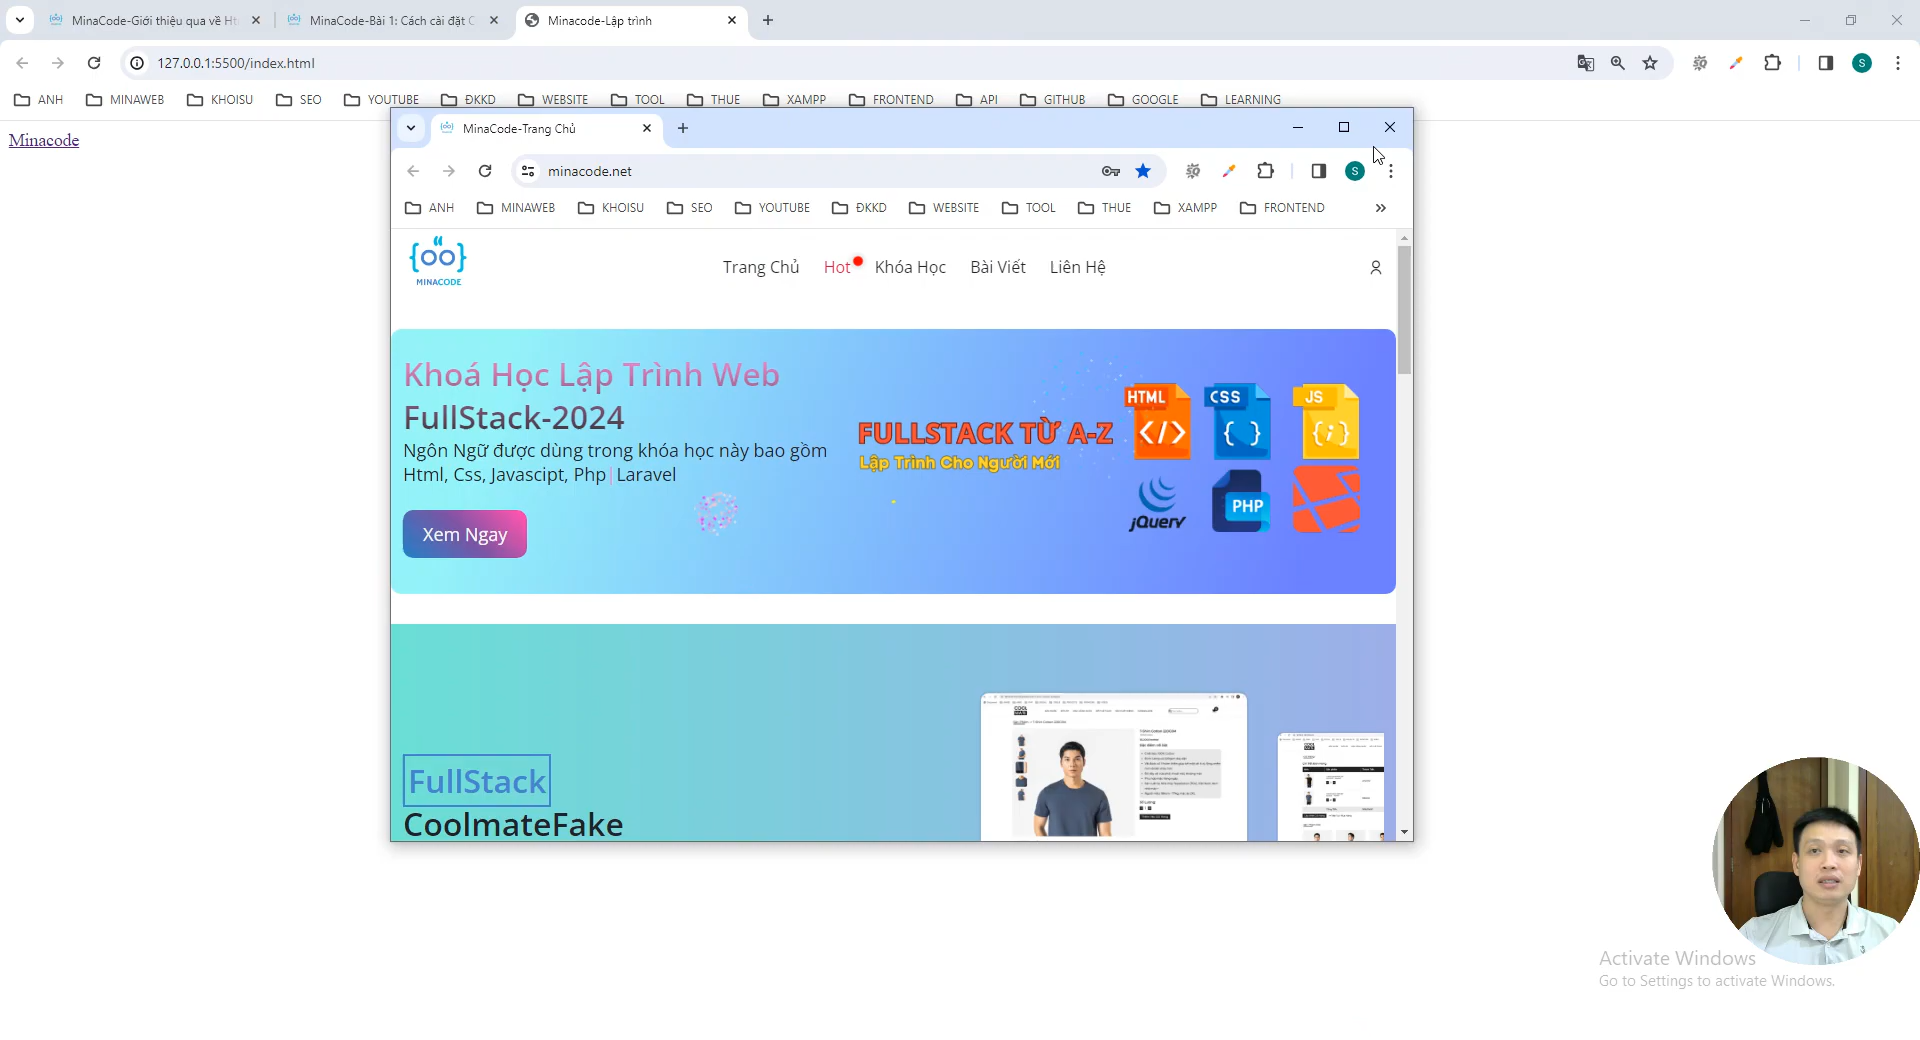 MinaCode-Giới thiệu qua về Ht
MinaCode-Bài 1: Cách cài đặt C
Minacode-Lập trình
127.0.0.1:5500/index.html
S
ANH MINAWEB KHOISU SEO YOUTUBE ĐKKD WEBSITE TOOL THUE XAMPP FRONTEND API GITHUB GOOGLE LEARNING
Minacode
MinaCode-Trang Chủ
minacode.net
S
ANH MINAWEB KHOISU SEO YOUTUBE ĐKKD WEBSITE TOOL THUE XAMPP FRONTEND
MINACODE
Trang Chủ Hot Khóa Học Bài Viết Liên Hệ
Khoá Học Lập Trình Web
FullStack-2024
Ngôn Ngữ được dùng trong khóa học này bao gồm
Html, Css, Javascipt, Php|Laravel
Xem Ngay
FULLSTACK TỪ A-Z
Lập Trình Cho Người Mới
HTML CSS JS
jQuery PHP
FullStack
CoolmateFake
COOL
MATE
Activate Windows
Go to Settings to activate Windows.